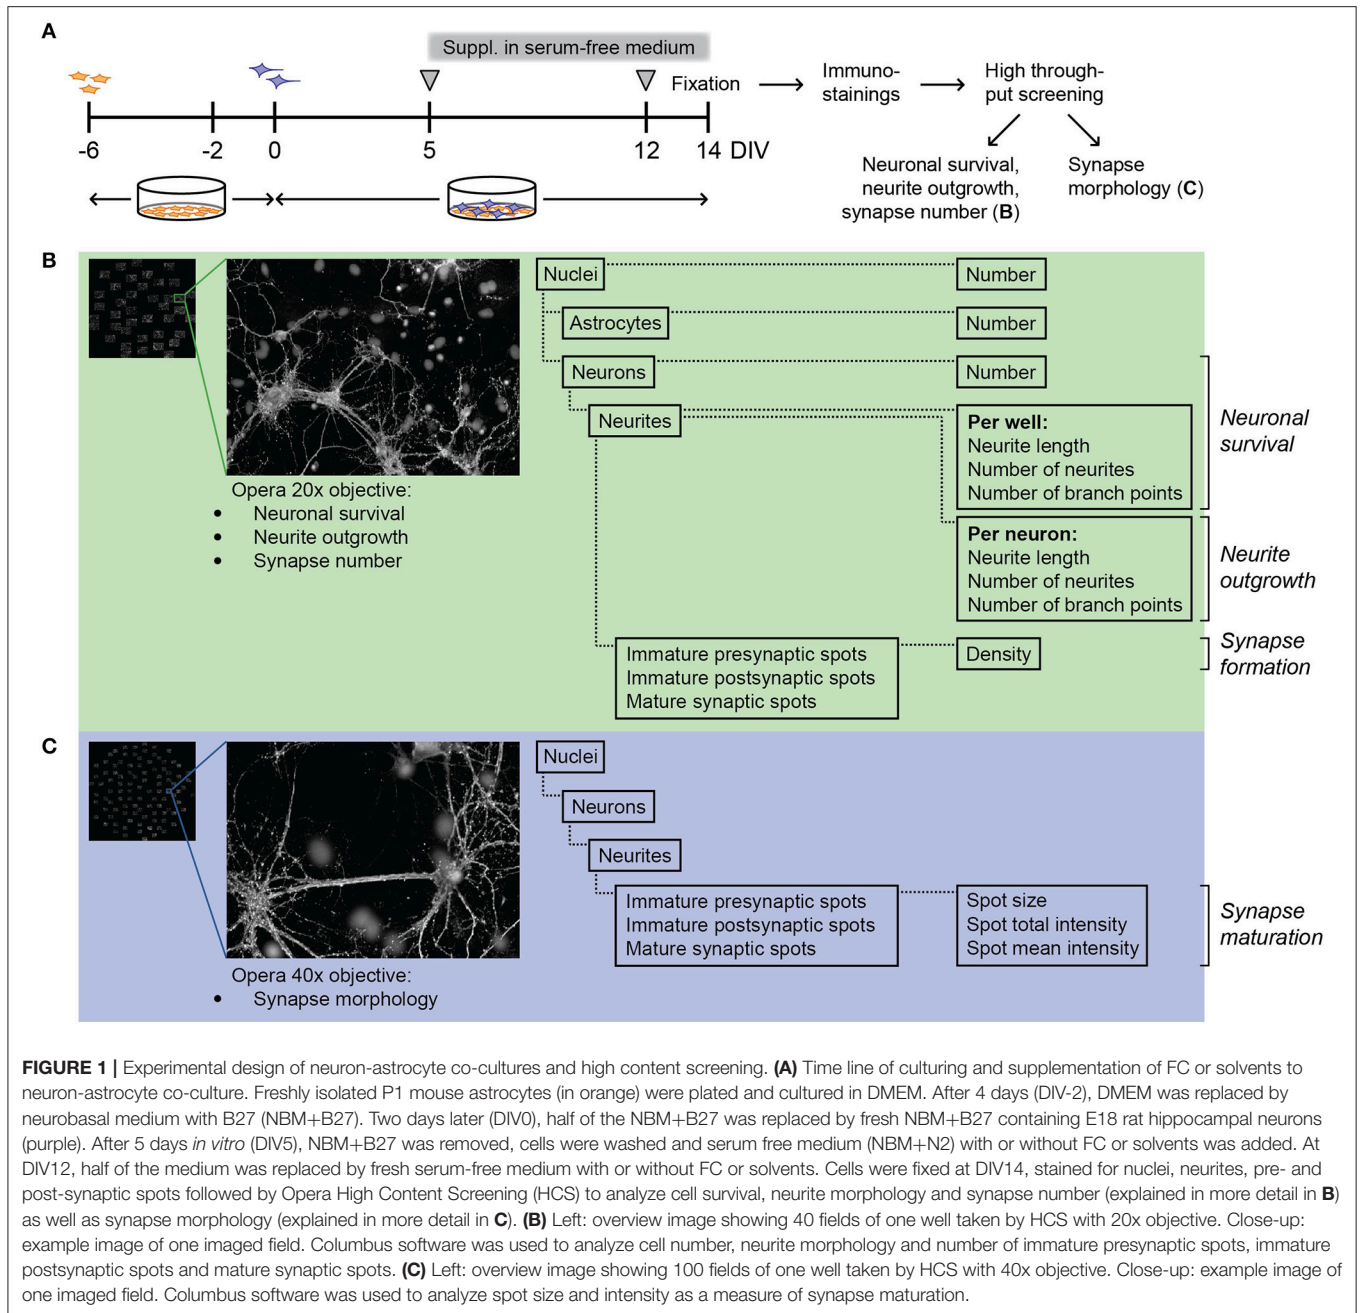 A
Suppl. in serum-free medium
Fixation
Immuno-
stainings
High through-
put screening
-6
-2
0
5
12
14 DIV
Neuronal survival,
neurite outgrowth,
synapse number (B)
Synapse
morphology (C)
B
Opera 20x objective:
• Neuronal survival
• Neurite outgrowth
• Synapse number
Nuclei
Number
Astrocytes
Number
Neurons
Number
Neurites
Per well:
Neurite length
Number of neurites
Number of branch points
Neuronal
survival
Per neuron:
Neurite length
Number of neurites
Number of branch points
Neurite
outgrowth
Immature presynaptic spots
Immature postsynaptic spots
Mature synaptic spots
Density
Synapse
formation
C
Opera 40x objective:
• Synapse morphology
Nuclei
Neurons
Neurites
Immature presynaptic spots
Immature postsynaptic spots
Mature synaptic spots
Spot size
Spot total intensity
Spot mean intensity
Synapse
maturation
FIGURE 1 | Experimental design of neuron-astrocyte co-cultures and high content screening. (A) Time line of culturing and supplementation of FC or solvents to
neuron-astrocyte co-culture. Freshly isolated P1 mouse astrocytes (in orange) were plated and cultured in DMEM. After 4 days (DIV-2), DMEM was replaced by
neurobasal medium with B27 (NBM+B27). Two days later (DIV0), half of the NBM+B27 was replaced by fresh NBM+B27 containing E18 rat hippocampal neurons
(purple). After 5 days in vitro (DIV5), NBM+B27 was removed, cells were washed and serum free medium (NBM+N2) with or without FC or solvents was added. At
DIV12, half of the medium was replaced by fresh serum-free medium with or without FC or solvents. Cells were fixed at DIV14, stained for nuclei, neurites, pre- and
post-synaptic spots followed by Opera High Content Screening (HCS) to analyze cell survival, neurite morphology and synapse number (explained in more detail in B)
as well as synapse morphology (explained in more detail in C). (B) Left: overview image showing 40 fields of one well taken by HCS with 20x objective. Close-up:
example image of one imaged field. Columbus software was used to analyze cell number, neurite morphology and number of immature presynaptic spots, immature
postsynaptic spots and mature synaptic spots. (C) Left: overview image showing 100 fields of one well taken by HCS with 40x objective. Close-up: example image of
one imaged field. Columbus software was used to analyze spot size and intensity as a measure of synapse maturation.